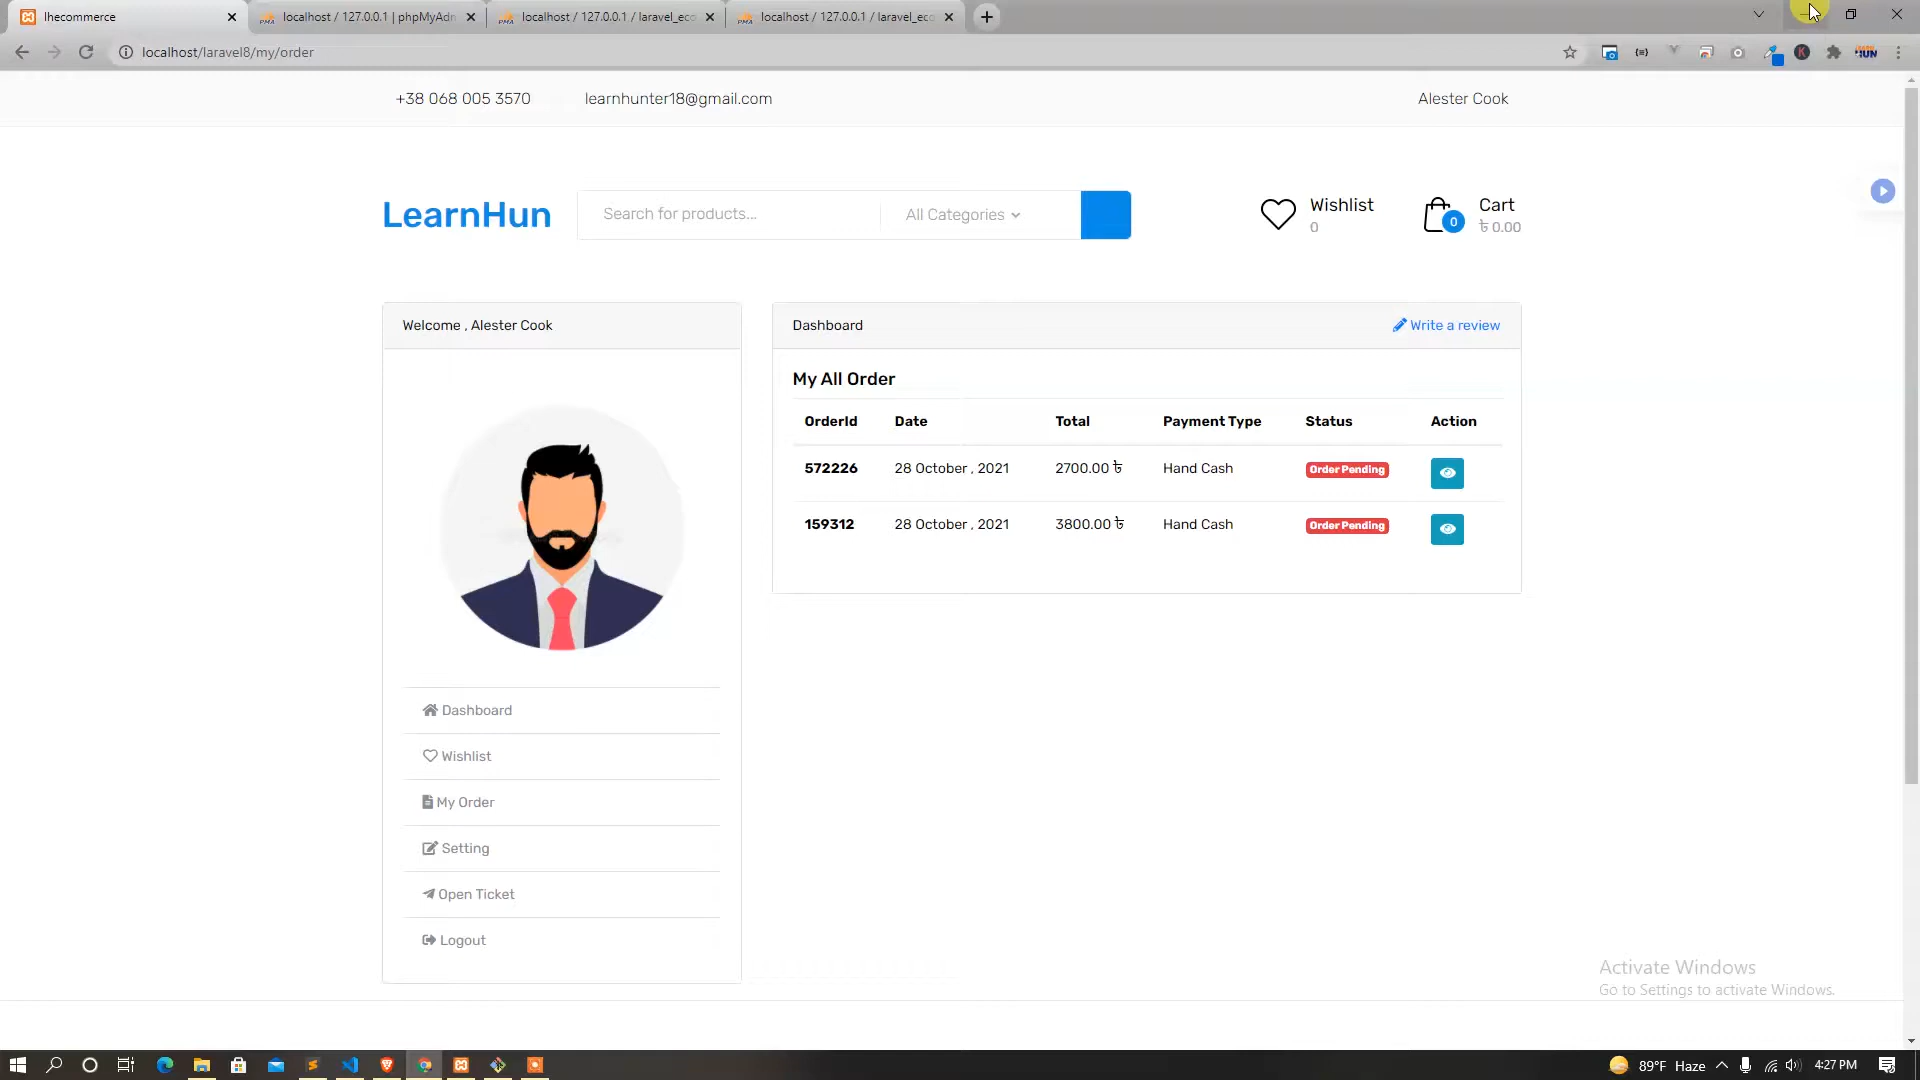 lhecommerce
localhost / 127.0.0.1 | phpMyAdn
localhost / 127.0.0.1 / laravel_eco
localhost / 127.0.0.1 / laravel_eco
localhost/laravel8/my/order
+38 068 005 3570
learnhunter18@gmail.com
Alester Cook
LearnHun
Search for products...
All Categories
Wishlist
0
0
Cart
৳ 0.00
Welcome , Alester Cook
Dashboard
Wishlist
My Order
Setting
Open Ticket
Logout
Dashboard
Write a review
My All Order
OrderId Date Total Payment Type Status Action
572226 28 October , 2021 2700.00 ৳ Hand Cash Order Pending
159312 28 October , 2021 3800.00 ৳ Hand Cash Order Pending
Activate Windows
Go to Settings to activate Windows.
89°F Haze
4:27 PM